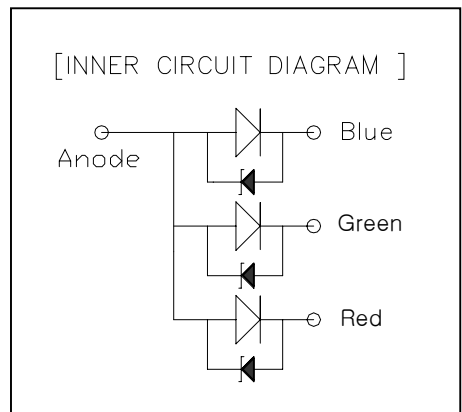 [INNER CIRCUIT DIAGRAM ]
Blue
Anode
Green
Red